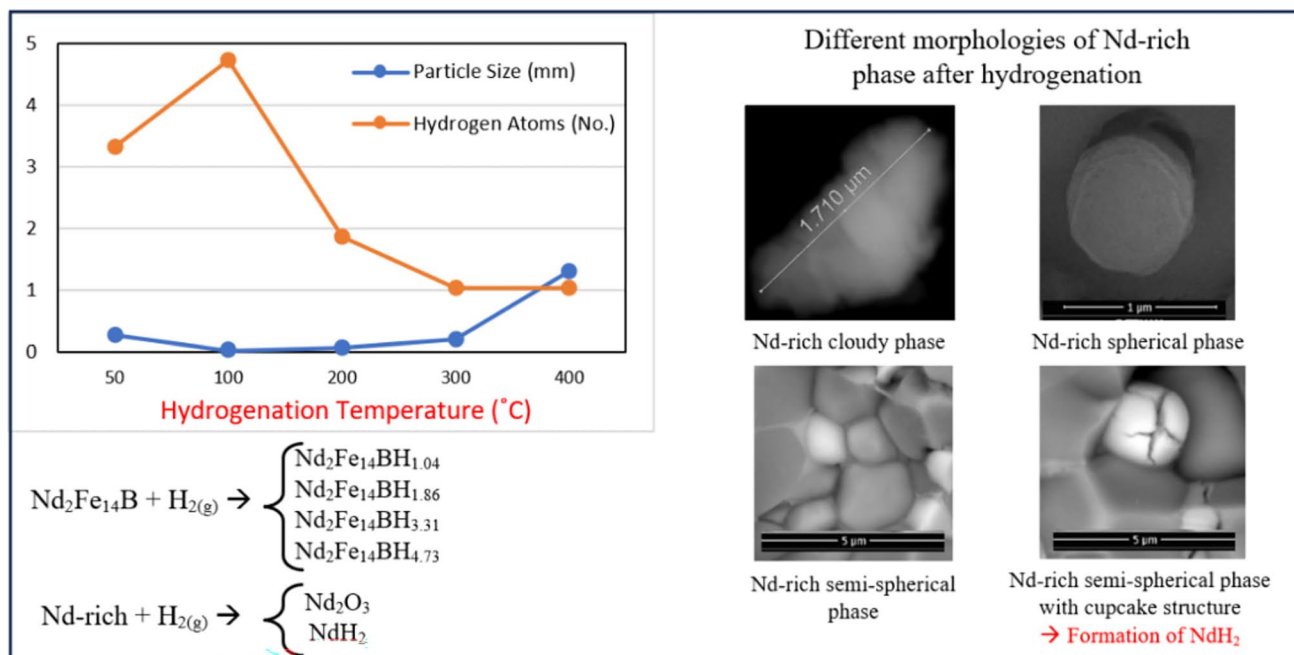 5
4
3
2
1
0
Particle Size (mm)
Hydrogen Atoms (No.)
50 100 200 300 400
Hydrogenation Temperature (˚C)
Nd₂Fe₁₄B + H₂₍g₎ →
Nd₂Fe₁₄BH₁.₀₄
Nd₂Fe₁₄BH₁.₈₆
Nd₂Fe₁₄BH₃.₃₁
Nd₂Fe₁₄BH₄.₇₃
Nd-rich + H₂₍g₎ →
Nd₂O₃
NdH₂
Different morphologies of Nd-rich
phase after hydrogenation
1.710 µm
Nd-rich cloudy phase
1 µm
Nd-rich spherical phase
5 µm
Nd-rich semi-spherical
phase
5 µm
Nd-rich semi-spherical phase
with cupcake structure
→ Formation of NdH₂